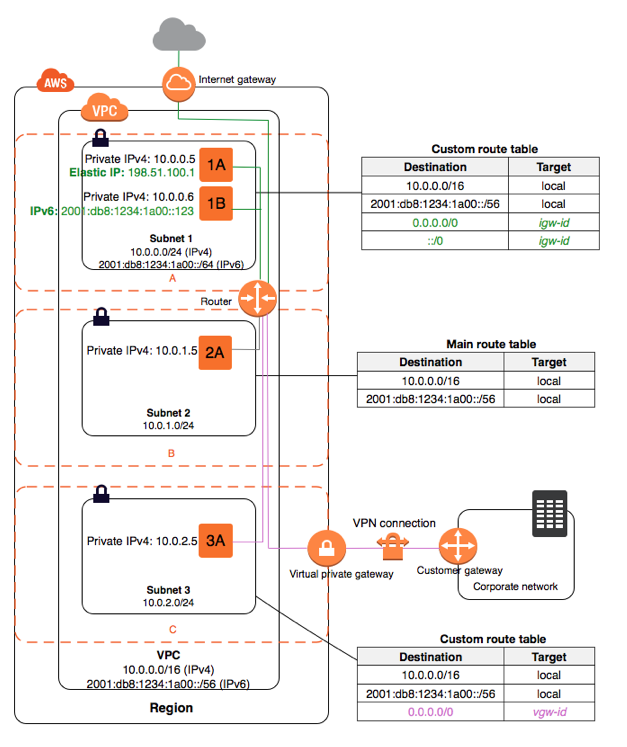 Internet gateway
AWS
VPC
Private IPv4: 10.0.0.5
Elastic IP: 198.51.100.1
1A
Private IPv4: 10.0.0.6
IPv6: 2001:db8:1234:1a00::123
1B
Subnet 1
10.0.0.0/24 (IPv4)
2001:db8:1234:1a00::/64 (IPv6)
A
Custom route table
Destination Target
10.0.0.0/16 local
2001:db8:1234:1a00::/56 local
0.0.0.0/0 igw-id
::/0 igw-id
Router
Private IPv4: 10.0.1.5
2A
Subnet 2
10.0.1.0/24
B
Main route table
Destination Target
10.0.0.0/16 local
2001:db8:1234:1a00::/56 local
Private IPv4: 10.0.2.5
3A
Subnet 3
10.0.2.0/24
C
Virtual private gateway
VPN connection
Customer gateway
Corporate network
VPC
10.0.0.0/16 (IPv4)
2001:db8:1234:1a00::/56 (IPv6)
Region
Custom route table
Destination Target
10.0.0.0/16 local
2001:db8:1234:1a00::/56 local
0.0.0.0/0 vgw-id